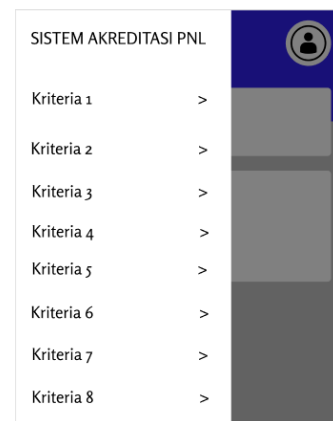 SISTEM AKREDITASI PNL
Kriteria 1 >
Kriteria 2 >
Kriteria 3 >
Kriteria 4 >
Kriteria 5 >
Kriteria 6 >
Kriteria 7 >
Kriteria 8 >